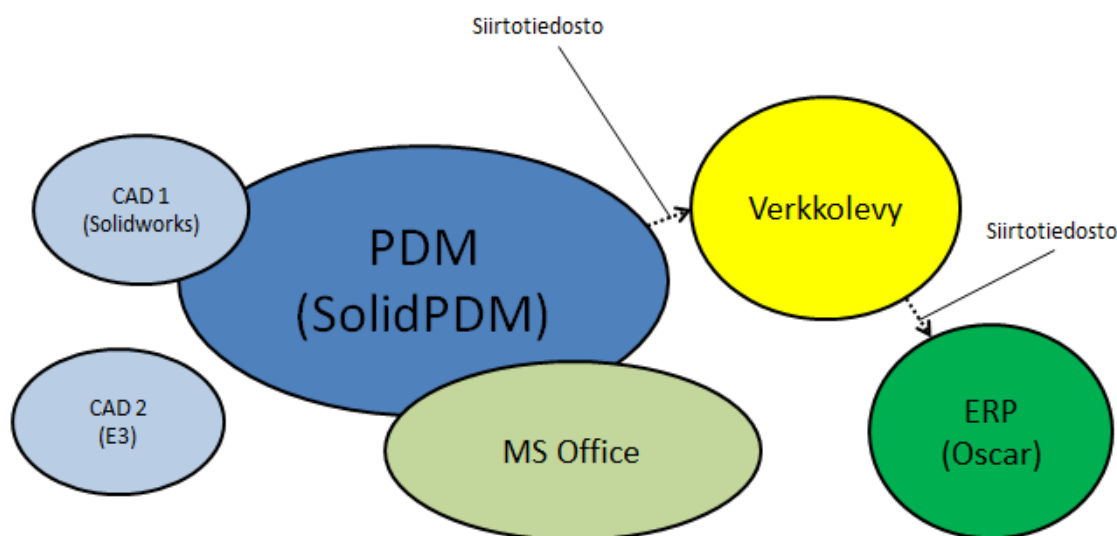 Siirtotiedosto
CAD 1
(Solidworks)
PDM
(SolidPDM)
Verkkolevy
Siirtotiedosto
CAD 2
(E3)
MS Office
ERP
(Oscar)